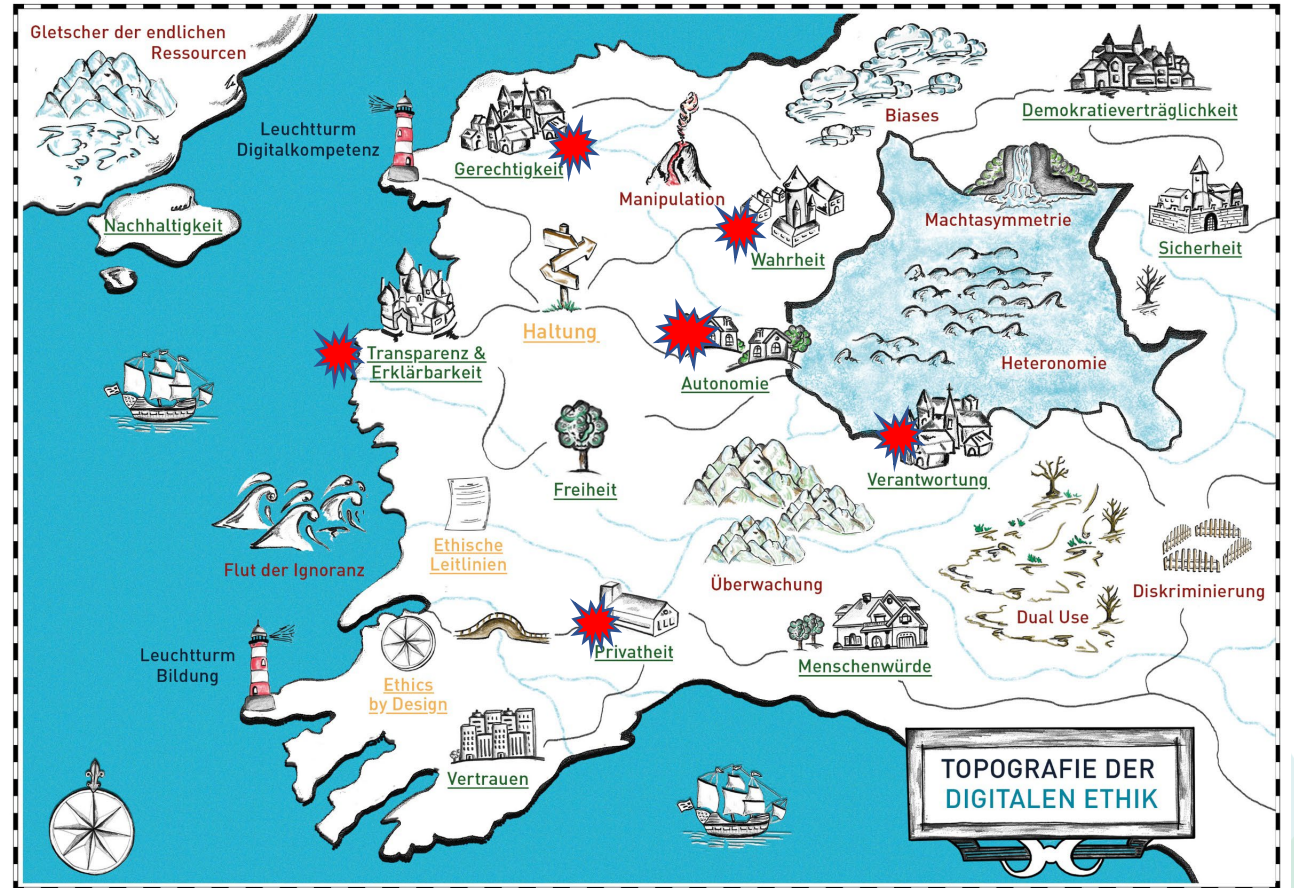 Gletscher der endlichen
Ressourcen
Biases
Demokratieverträglichkeit
Leuchtturm
Digitalkompetenz
Gerechtigkeit
Manipulation
Nachhaltigkeit
Machtasymmetrie
Sicherheit
Wahrheit
Haltung
Transparenz &
Erklärbarkeit
Autonomie
Heteronomie
Freiheit
Verantwortung
Ethische
Leitlinien
Flut der Ignoranz
Überwachung
Diskriminierung
Dual Use
Leuchtturm
Bildung
Privatheit
Menschenwürde
Ethics
by Design
Vertrauen
TOPOGRAFIE DER
DIGITALEN ETHIK